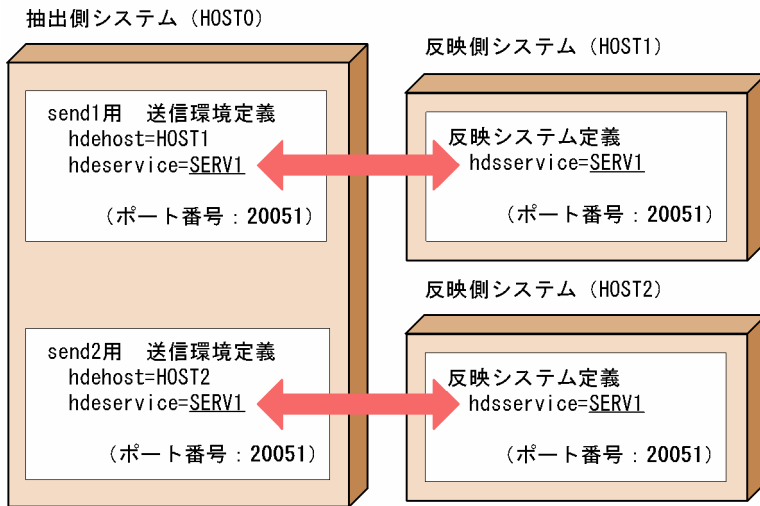 抽出側システム（HOST0）
send1用　送信環境定義
hdehost=HOST1
hdeservice=SERV1
（ポート番号：20051）
send2用　送信環境定義
hdehost=HOST2
hdeservice=SERV1
（ポート番号：20051）
反映側システム（HOST1）
反映システム定義
hdsservice=SERV1
（ポート番号：20051）
反映側システム（HOST2）
反映システム定義
hdsservice=SERV1
（ポート番号：20051）